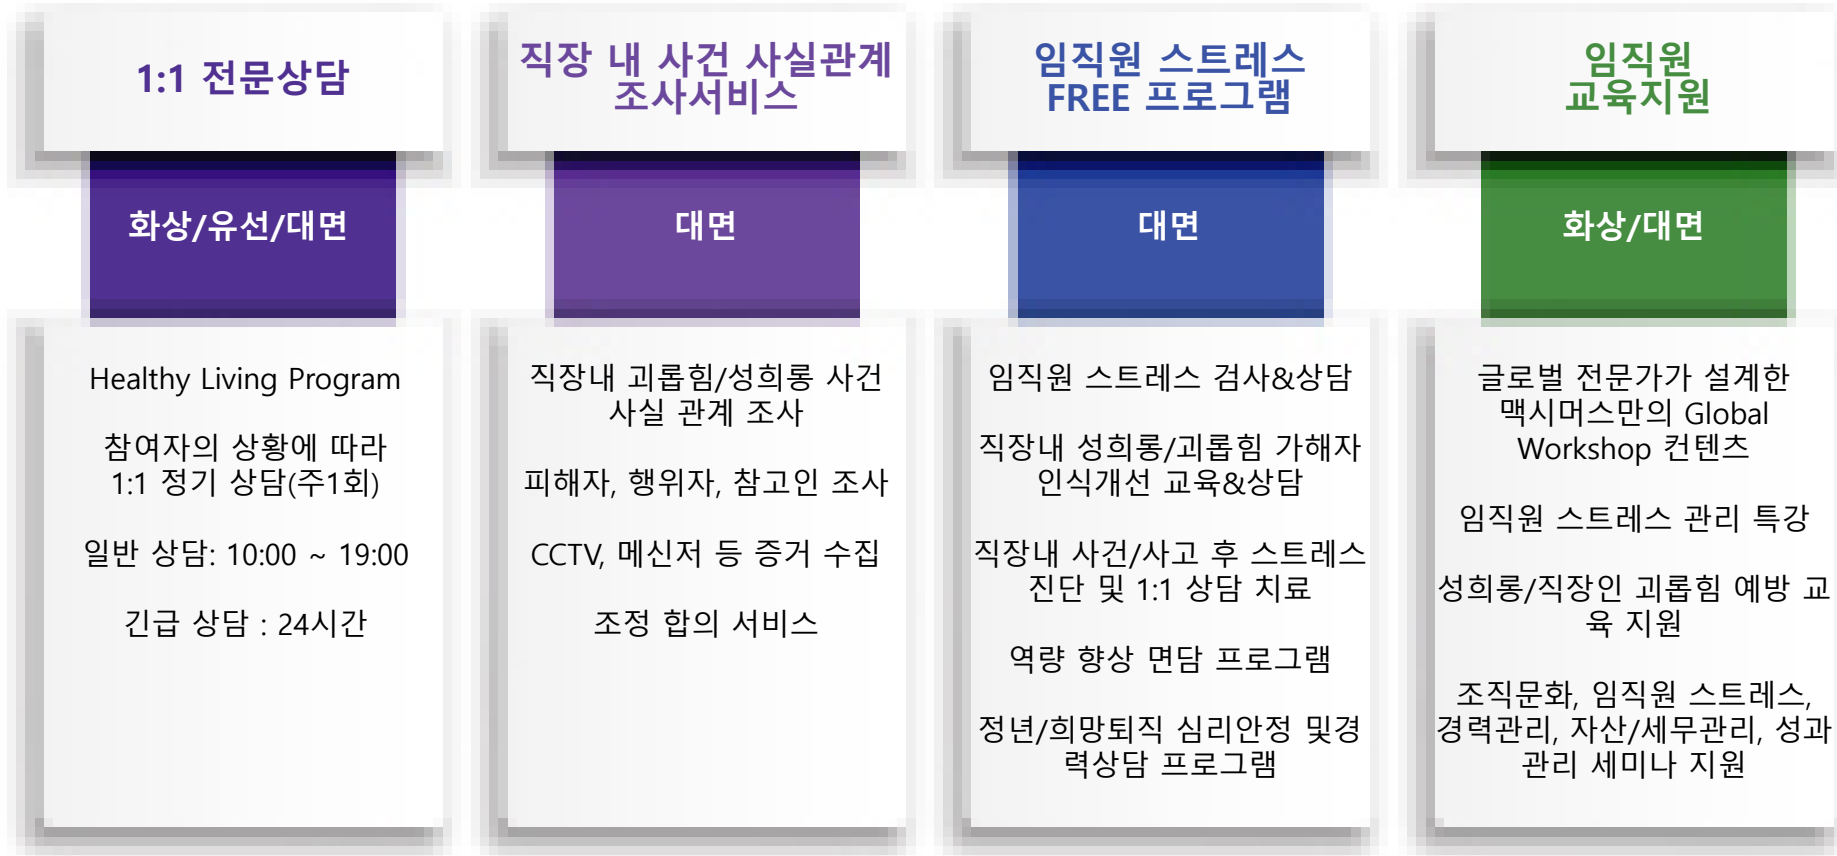 1:1 전문상담
화상/유선/대면
Healthy Living Program
참여자의 상황에 따라
1:1 정기 상담(주1회)
일반 상담: 10:00 ~ 19:00
긴급 상담 : 24시간
직장 내 사건 사실관계
조사서비스
대면
직장내 괴롭힘/성희롱 사건
사실 관계 조사
피해자, 행위자, 참고인 조사
CCTV, 메신저 등 증거 수집
조정 합의 서비스
임직원 스트레스
FREE 프로그램
대면
임직원 스트레스 검사&상담
직장내 성희롱/괴롭힘 가해자
인식개선 교육&상담
직장내 사건/사고 후 스트레스
진단 및 1:1 상담 치료
역량 향상 면담 프로그램
정년/희망퇴직 심리안정 및경
력상담 프로그램
임직원
교육지원
화상/대면
글로벌 전문가가 설계한
맥시머스만의 Global
Workshop 컨텐츠
임직원 스트레스 관리 특강
성희롱/직장인 괴롭힘 예방 교
육 지원
조직문화, 임직원 스트레스,
경력관리, 자산/세무관리, 성과
관리 세미나 지원